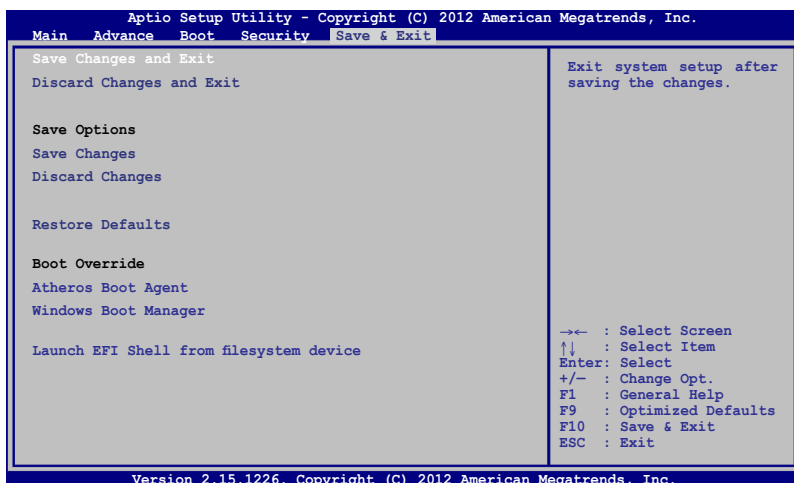 Aptio Setup Utility - Copyright (C) 2012 American Megatrends, Inc.
Main Advance Boot Security Save & Exit
Save Changes and Exit
Discard Changes and Exit
Save Options
Save Changes
Discard Changes
Restore Defaults
Boot Override
Atheros Boot Agent
Windows Boot Manager
Launch EFI Shell from filesystem device
Exit system setup after
saving the changes.
→← : Select Screen
↑↓ : Select Item
Enter: Select
+/— : Change Opt.
F1 : General Help
F9 : Optimized Defaults
F10 : Save & Exit
ESC : Exit
Version 2.15.1226. Copyright (C) 2012 American Megatrends, Inc.